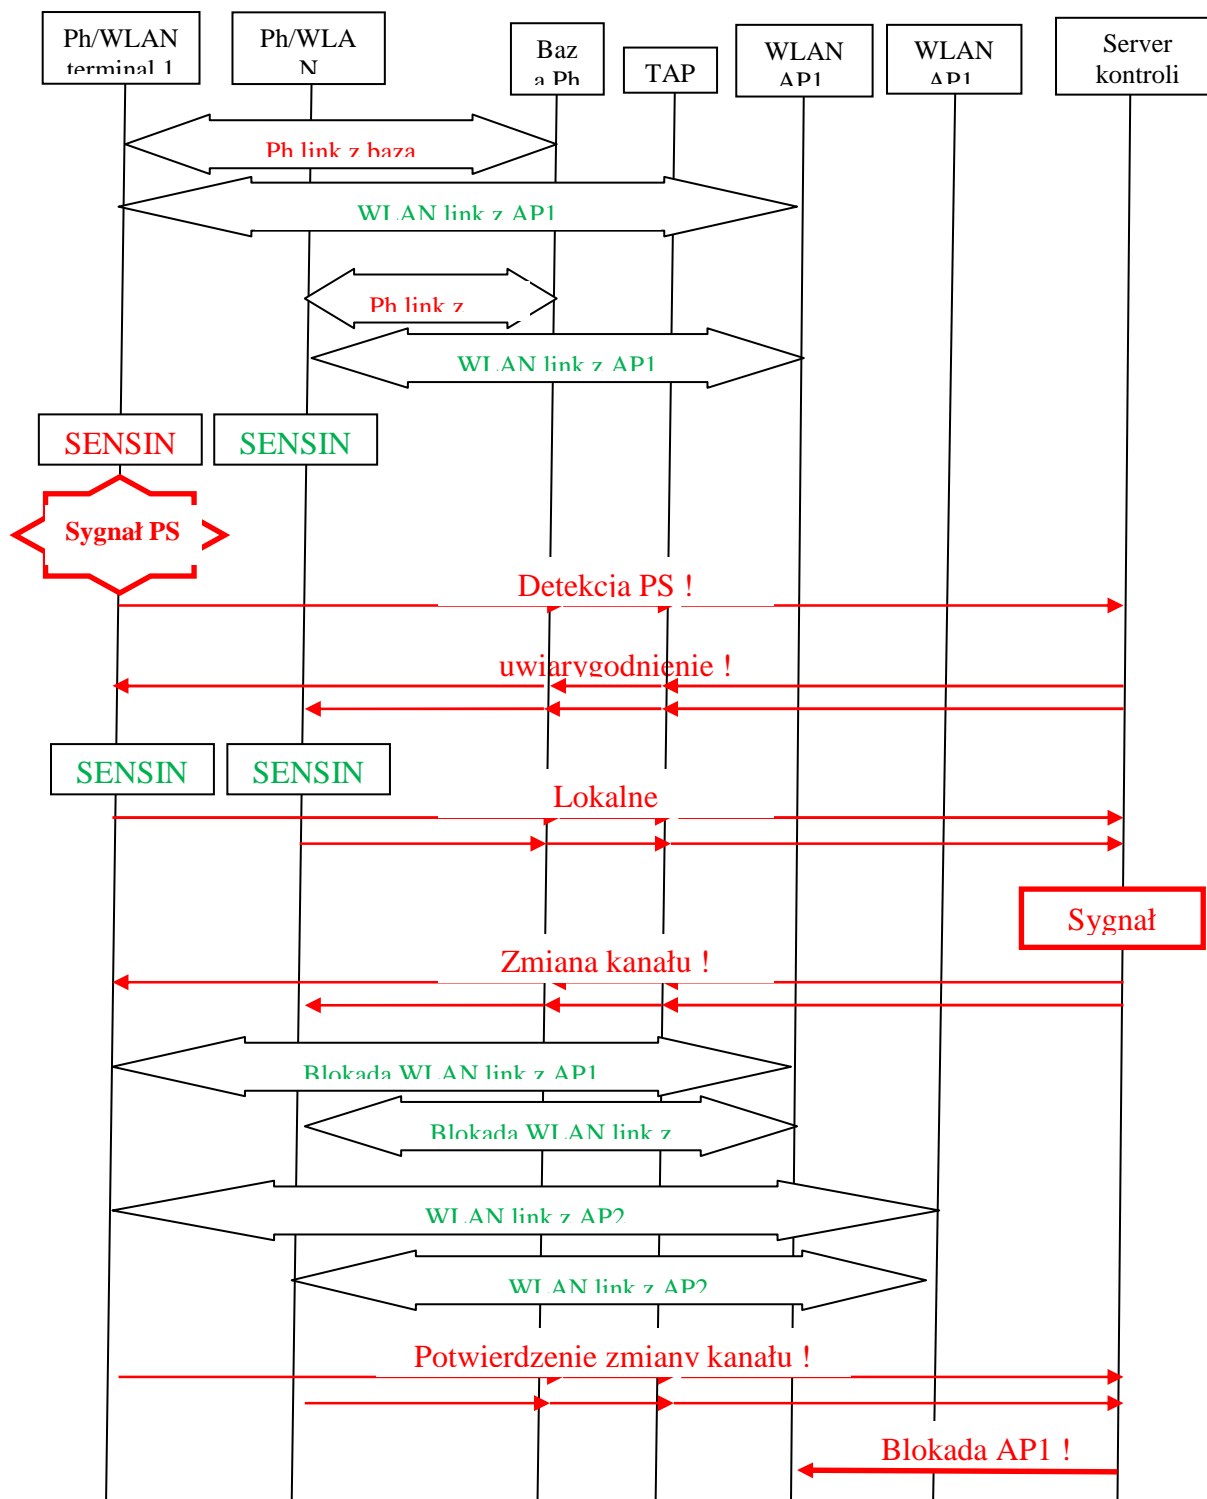 Ph/WLAN
terminal 1
Ph/WLA
N
Baz
a Ph
TAP
WLAN
AP1
WLAN
AP1
Server
kontroli
Ph link z baza
WLAN link z AP1
Ph link z
WLAN link z AP1
SENSIN
SENSIN
Sygnał PS
Detekcja PS !
uwiarygodnienie !
SENSIN
SENSIN
Lokalne
Sygnał
Zmiana kanału !
Blokada WLAN link z AP1
Blokada WLAN link z
WLAN link z AP2
WLAN link z AP2
Potwierdzenie zmiany kanału !
Blokada AP1 !